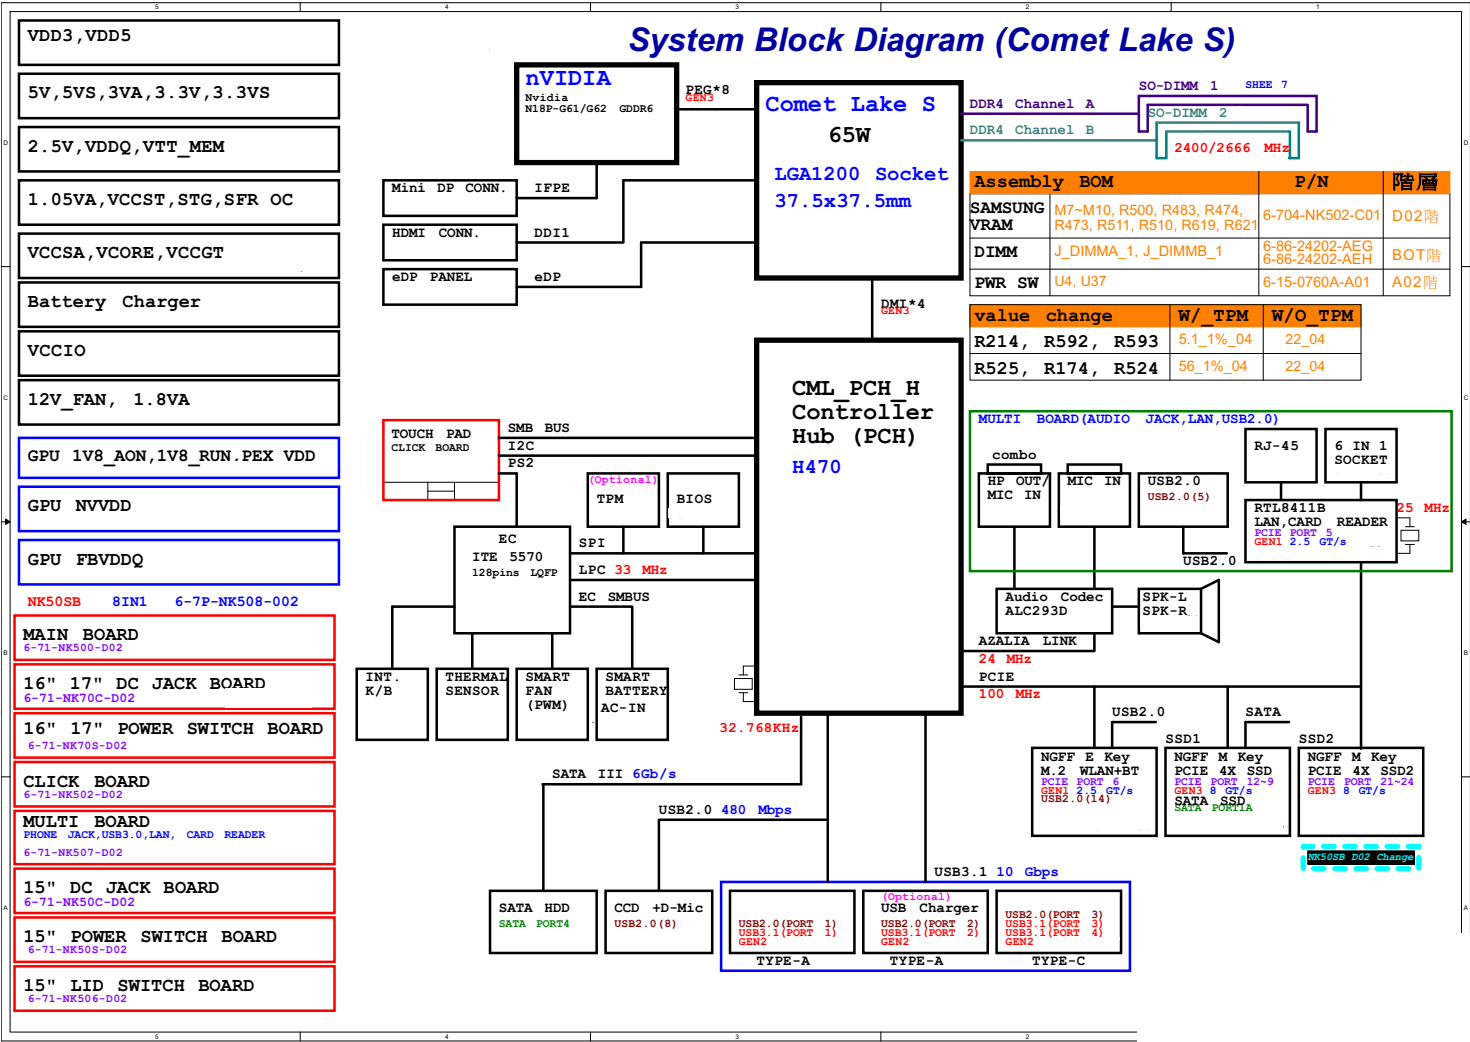 System Block Diagram (Comet Lake S)
5
4
3
2
1
VDD3,VDD5
5V,5VS,3VA,3.3V,3.3VS
2.5V,VDDQ,VTT_MEM
1.05VA,VCCST,STG,SFR OC
VCCSA,VCORE,VCCGT
Battery Charger
VCCIO
12V_FAN, 1.8VA
GPU 1V8_AON,1V8_RUN.PEX VDD
GPU NVVDD
GPU FBVDDQ
NK50SB 8IN1 6-7P-NK508-002
MAIN BOARD
6-71-NK500-D02
16" 17" DC JACK BOARD
6-71-NK70C-D02
16" 17" POWER SWITCH BOARD
6-71-NK70S-D02
CLICK BOARD
6-71-NK502-D02
MULTI BOARD
PHONE JACK,USB3.0,LAN, CARD READER
6-71-NK507-D02
15" DC JACK BOARD
6-71-NK50C-D02
15" POWER SWITCH BOARD
6-71-NK50S-D02
15" LID SWITCH BOARD
6-71-NK506-D02
nVIDIA
Nvidia
N18P-G61/G62 GDDR6
PEG*8
GEN3
Comet Lake S
65W
LGA1200 Socket
37.5x37.5mm
DDR4 Channel A
DDR4 Channel B
SO-DIMM 1 SHEE 7
SO-DIMM 2
2400/2666 MHz
Mini DP CONN.
IFPE
HDMI CONN.
DDI1
eDP PANEL
eDP
DMI*4
GEN3
Assembly BOM P/N 階層
SAMSUNG VRAM
M7~M10, R500, R483, R474,
R473, R511, R510, R619, R621
6-704-NK502-C01
D02階
DIMM
J_DIMMA_1, J_DIMMB_1
6-86-24202-AEG
6-86-24202-AEH
BOT階
PWR SW
U4, U37
6-15-0760A-A01
A02階
value change W/_TPM W/O_TPM
R214, R592, R593 5.1_1%_04 22_04
R525, R174, R524 56_1%_04 22_04
CML_PCH_H
Controller
Hub (PCH)
H470
TOUCH PAD
CLICK BOARD
SMB BUS
I2C
PS2
(Optional)
TPM
BIOS
EC
ITE 5570
128pins LQFP
SPI
LPC 33 MHz
EC SMBUS
INT.
K/B
THERMAL
SENSOR
SMART
FAN
(PWM)
SMART
BATTERY
AC-IN
32.768KHz
MULTI BOARD(AUDIO JACK,LAN,USB2.0)
combo
HP OUT/
MIC IN
MIC IN
USB2.0
USB2.0(5)
USB2.0
RJ-45
6 IN 1
SOCKET
RTL8411B
LAN,CARD READER
PCIE PORT 5
GEN1 2.5 GT/s
25 MHz
Audio Codec
ALC293D
SPK-L
SPK-R
AZALIA LINK
24 MHz
PCIE
100 MHz
USB2.0
SATA
SSD1
SSD2
NGFF E Key
M.2 WLAN+BT
PCIE PORT 6
GEN1 2.5 GT/s
USB2.0(14)
NGFF M Key
PCIE 4X SSD
PCIE PORT 12~9
GEN3 8 GT/s
SATA SSD
SATA PORT1A
NGFF M Key
PCIE 4X SSD2
PCIE PORT 21~24
GEN3 8 GT/s
NK50SB D02 Change
SATA III 6Gb/s
USB2.0 480 Mbps
USB3.1 10 Gbps
SATA HDD
SATA PORT4
CCD +D-Mic
USB2.0(8)
USB2.0(PORT 1)
USB3.1(PORT 1)
GEN2
TYPE-A
(Optional)
USB Charger
USB2.0(PORT 2)
USB3.1(PORT 2)
GEN2
TYPE-A
USB2.0(PORT 3)
USB3.1(PORT 3)
USB3.1(PORT 4)
GEN2
TYPE-C
D
D
C
C
B
B
A
A
5
4
3
2